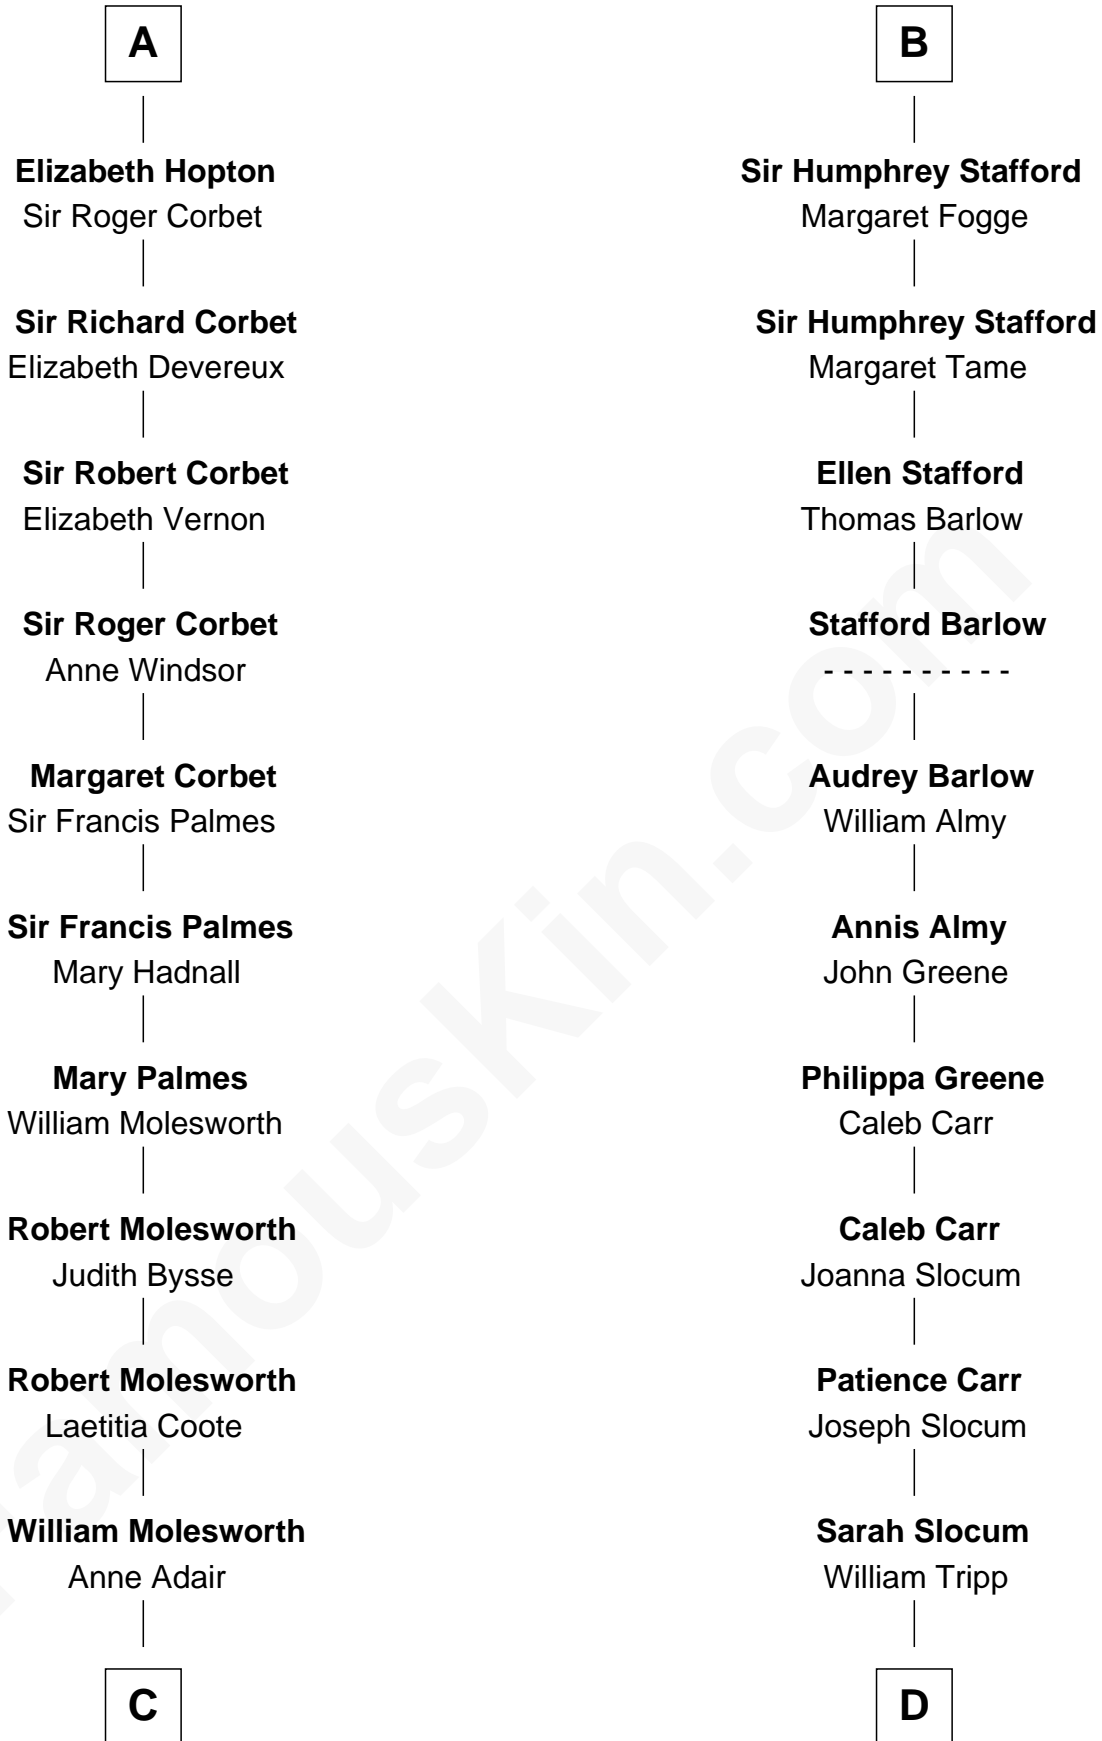 A
Elizabeth Hopton
Sir Roger Corbet
Sir Richard Corbet
Elizabeth Devereux
Sir Robert Corbet
Elizabeth Vernon
Sir Roger Corbet
Anne Windsor
Margaret Corbet
Sir Francis Palmes
Sir Francis Palmes
Mary Hadnall
Mary Palmes
William Molesworth
Robert Molesworth
Judith Bysse
Robert Molesworth
Laetitia Coote
William Molesworth
Anne Adair
C
B
Sir Humphrey Stafford
Margaret Fogge
Sir Humphrey Stafford
Margaret Tame
Ellen Stafford
Thomas Barlow
Stafford Barlow
- - - - - - - - - -
Audrey Barlow
William Almy
Annis Almy
John Greene
Philippa Greene
Caleb Carr
Caleb Carr
Joanna Slocum
Patience Carr
Joseph Slocum
Sarah Slocum
William Tripp
D
FamousKin.com